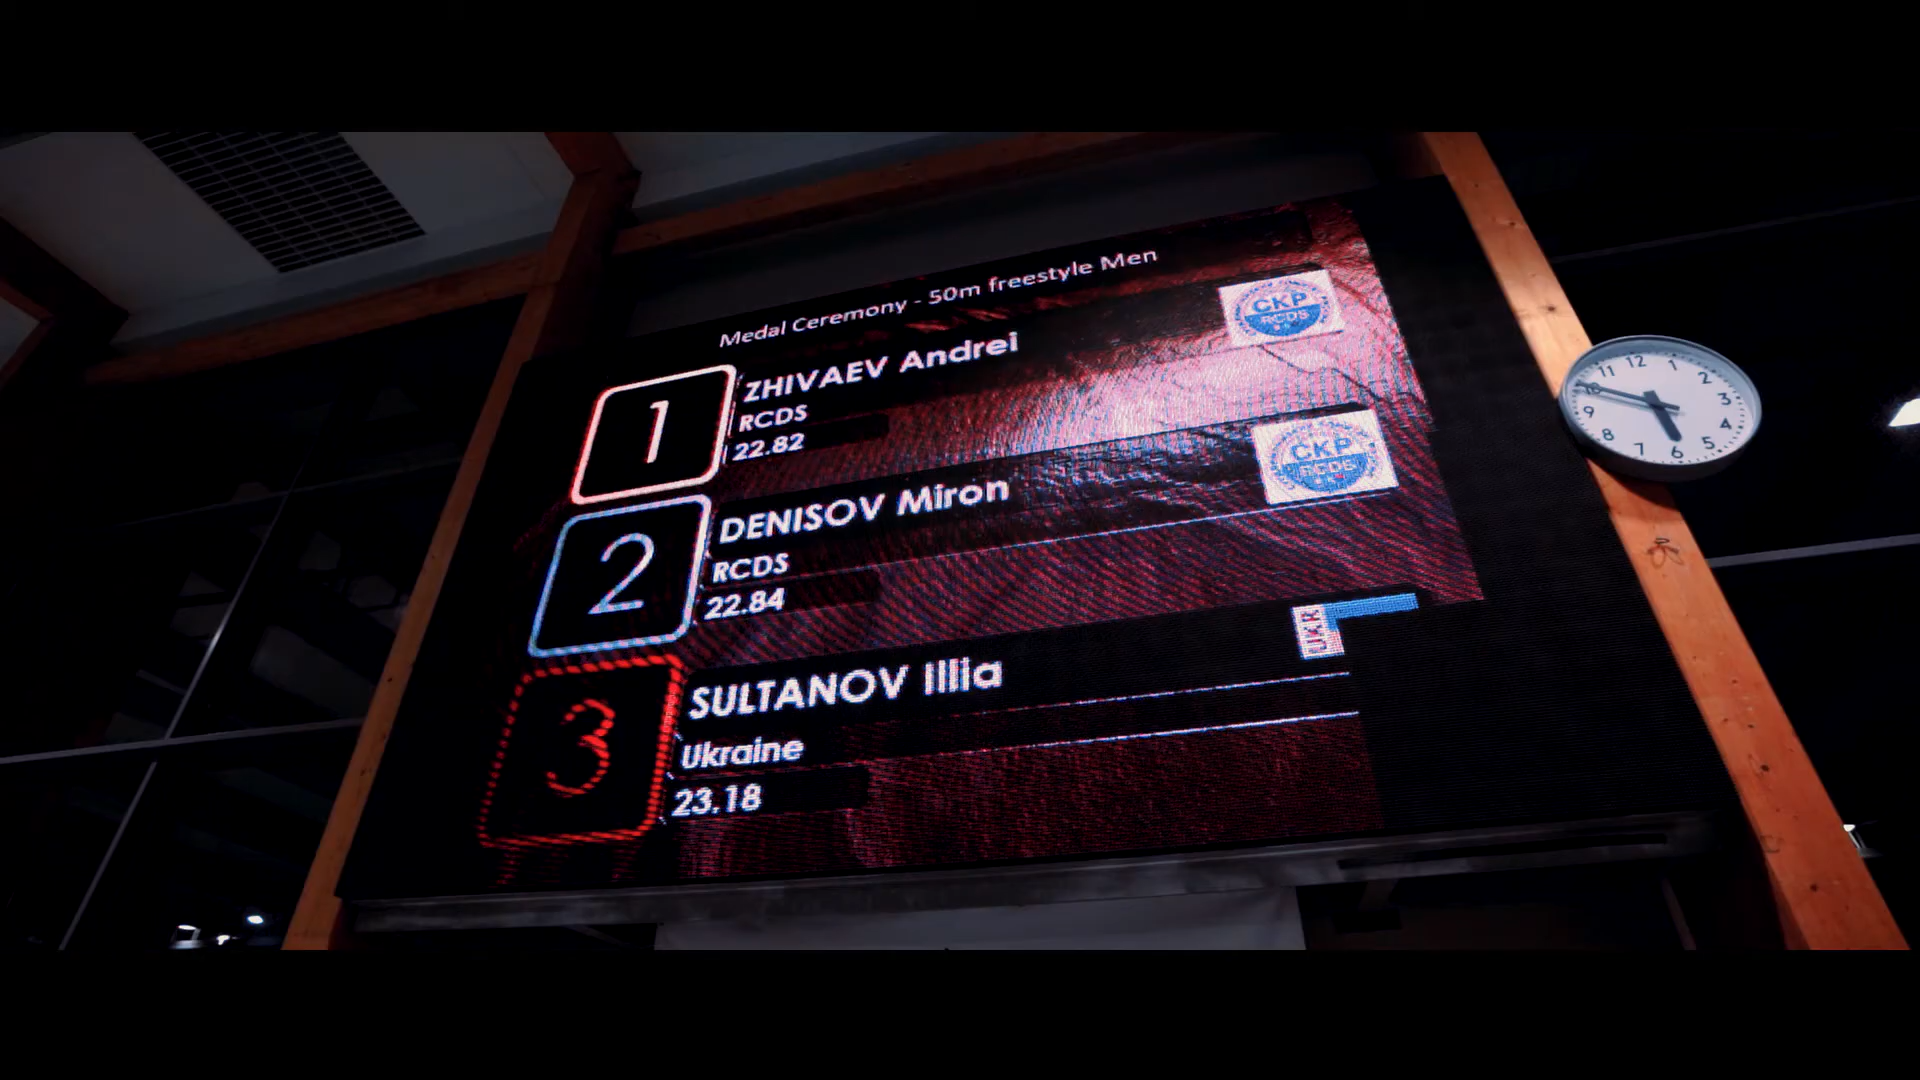 Medal Ceremony - 50m freestyle Men
1
ZHIVAEV Andrei
RCDS
22.82
CKP
RCDS
2
DENISOV Miron
RCDS
22.84
CKP
RCDS
3
SULTANOV Illia
UKR
Ukraine
23.18
12
1
2
3
4
5
6
7
8
9
10
11